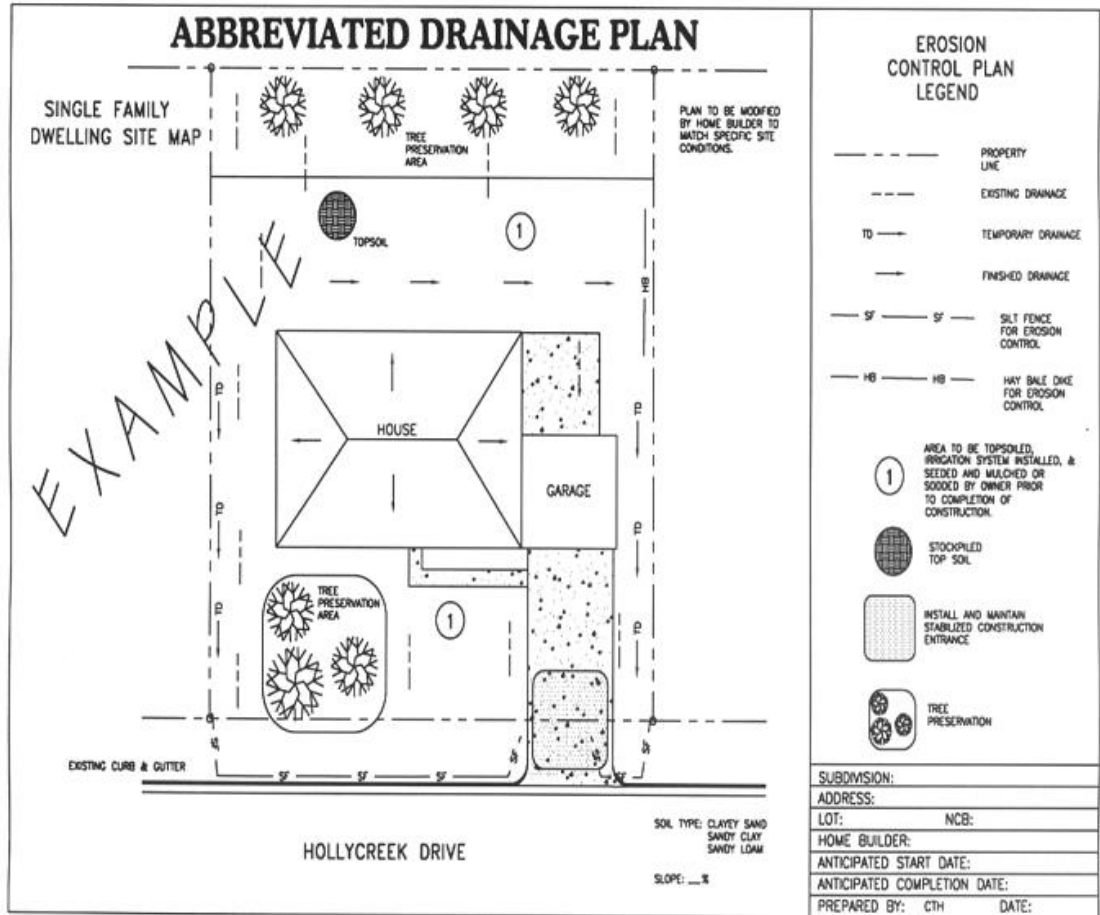 ABBREVIATED DRAINAGE PLAN
SINGLE FAMILY
DWELLING SITE MAP
TREE
PRESERVATION
AREA
PLAN TO BE MODIFIED
BY HOME BUILDER TO
MATCH SPECIFIC SITE
CONDITIONS.
TOPSOIL
1
EXAMPLE
HB
TD
TD
TD
TD
TD
TD
HOUSE
GARAGE
TREE
PRESERVATION
AREA
1
EXISTING CURB & GUTTER
SF
SF
SF
SF
SF
SF
SF
SF
HOLLYCREEK DRIVE
SOIL TYPE: CLAYEY SAND
SANDY CLAY
SANDY LOAM
SLOPE: __%
EROSION
CONTROL PLAN
LEGEND
PROPERTY
LINE
EXISTING DRAINAGE
TD
TEMPORARY DRAINAGE
FINISHED DRAINAGE
SF SF
SILT FENCE
FOR EROSION
CONTROL
HB HB
HAY BALE DIKE
FOR EROSION
CONTROL
1
AREA TO BE TOPSOILED,
IRRIGATION SYSTEM INSTALLED, &
SEEDED AND MULCHED OR
SODDED BY OWNER PRIOR
TO COMPLETION OF
CONSTRUCTION.
STOCKPILED
TOP SOIL
INSTALL AND MAINTAIN
STABILIZED CONSTRUCTION
ENTRANCE
TREE
PRESERVATION
SUBDIVISION:
ADDRESS:
LOT: NCB:
HOME BUILDER:
ANTICIPATED START DATE:
ANTICIPATED COMPLETION DATE:
PREPARED BY: CTH DATE: